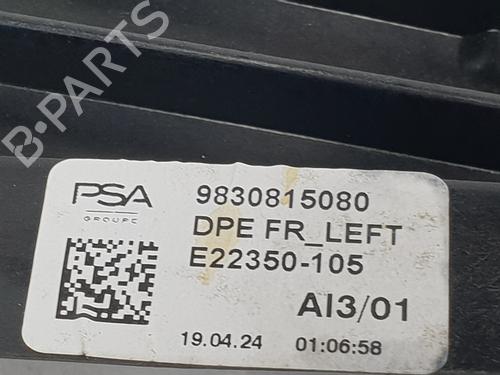 B-PARTS
PSA
GROUPE
9830815080
DPE FR_LEFT
E22350-105
AI3/01
19.04.24 01:06:58